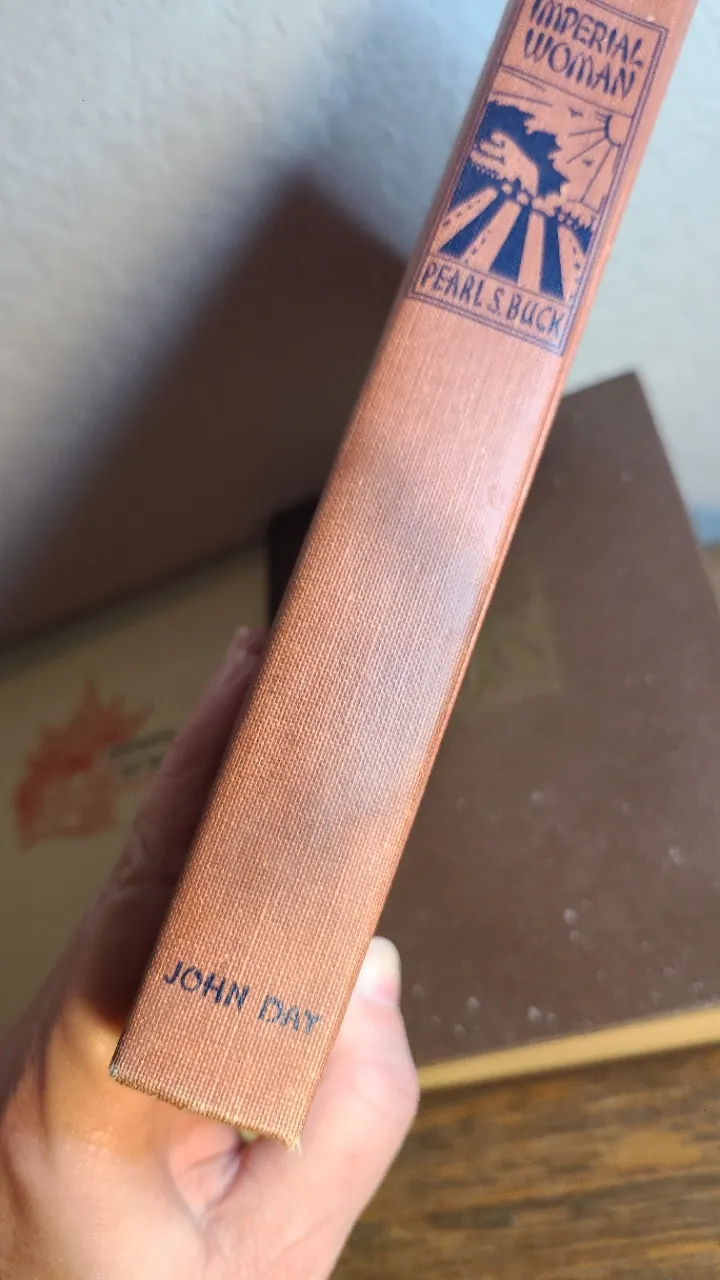 IMPERIAL
WOMAN
PEARL S. BUCK
JOHN DAY